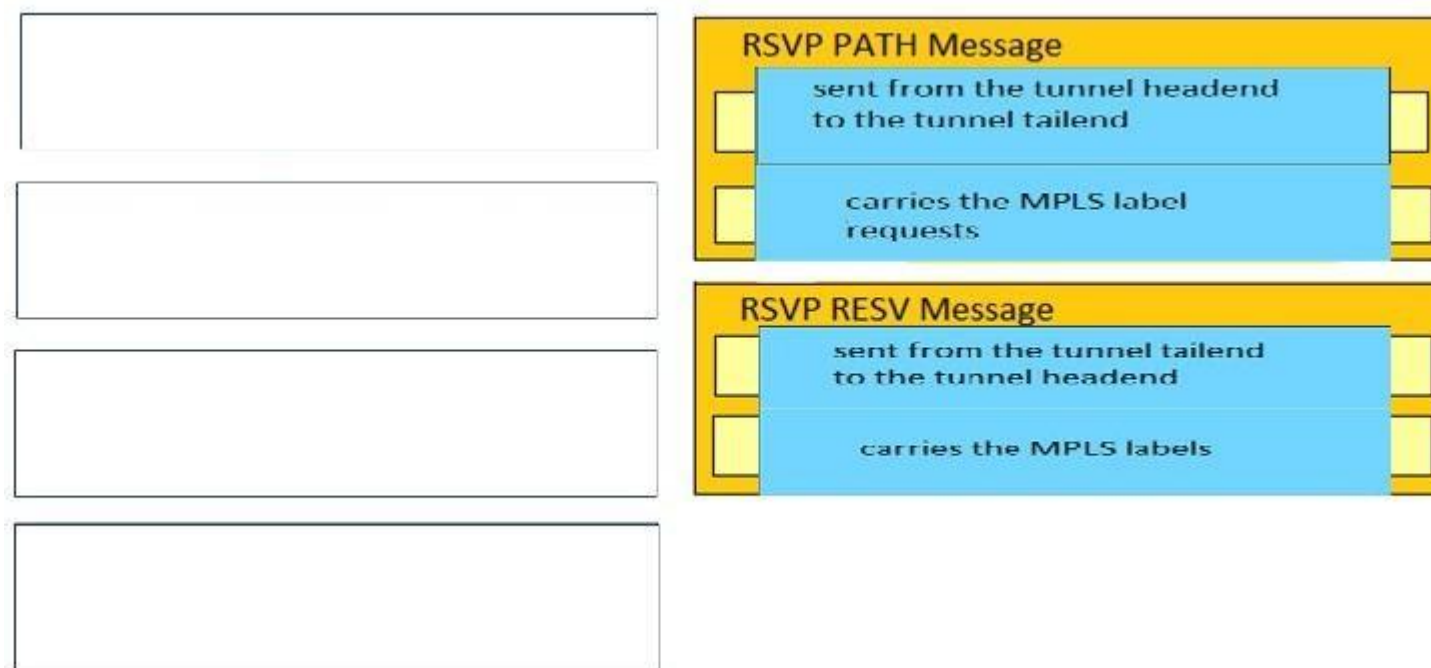 RSVP PATH Message
sent from the tunnel headend
to the tunnel tailend
carries the MPLS label
requests
RSVP RESV Message
sent from the tunnel tailend
to the tunnel headend
carries the MPLS labels